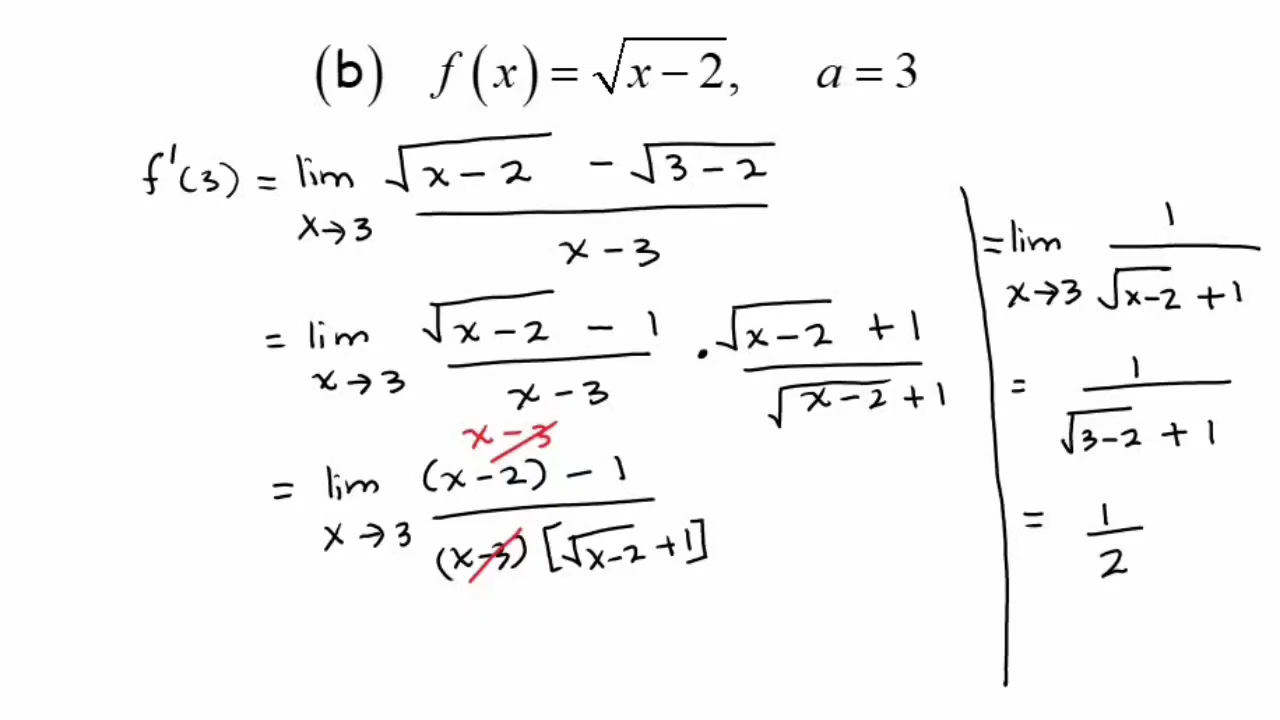 (b) f(x) = √(x − 2), a = 3
f'(3) = lim x→3 (√(x − 2) − √(3 − 2)) / (x − 3)
= lim x→3 (√(x − 2) − 1) / (x − 3) · (√(x − 2) + 1) / (√(x − 2) + 1)
x − 3
= lim x→3 ((x − 2) − 1) / ((x − 3) [√(x − 2) + 1])
= lim x→3 1 / (√(x − 2) + 1)
= 1 / (√(3 − 2) + 1)
= 1 / 2